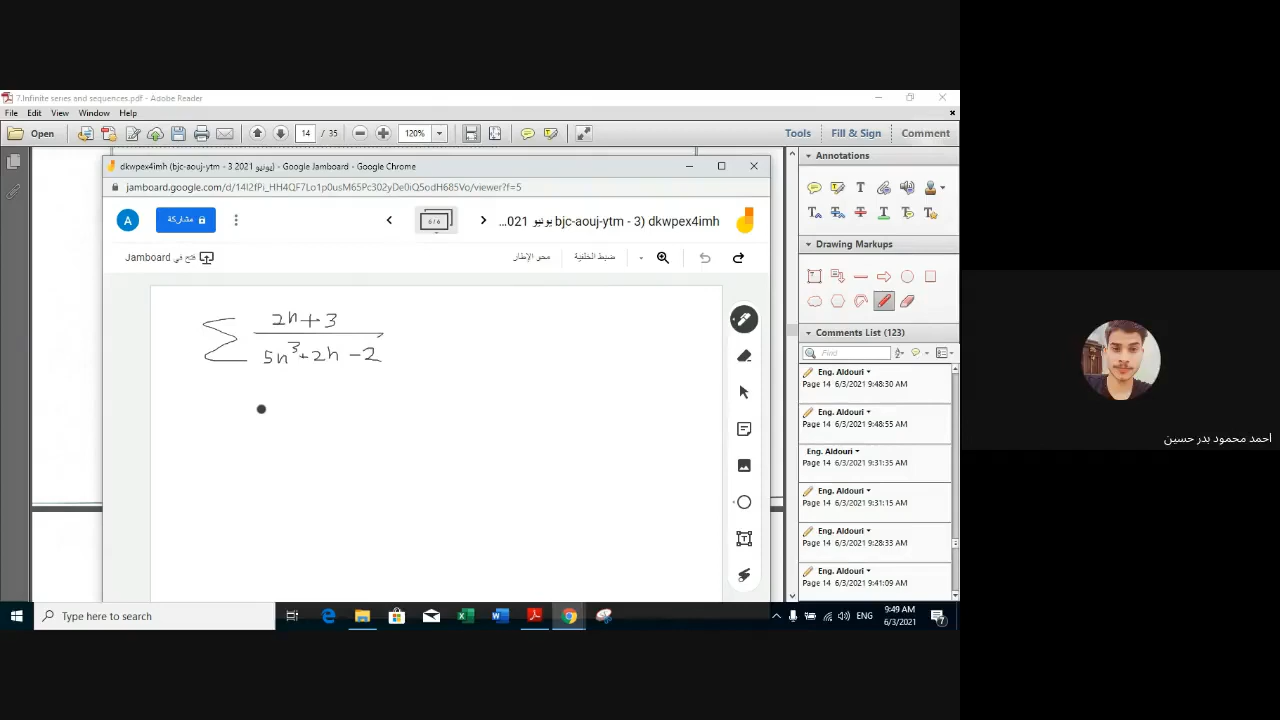 7.Infinite series and sequences.pdf - Adobe Reader
File Edit View Window Help
Open 14 / 35 120% Tools Fill & Sign Comment
dkwpex4imh (bjc-aouj-ytm - 3 يونيو 2021) - Google Jamboard - Google Chrome
jamboard.google.com/d/14I2fPi_HH4QF7Lo1p0usM65Pc302yDe0iQ5odH685Vo/viewer?f=5
A مشاركة 6 / 6 ...021 يونيو bjc-aouj-ytm - 3) dkwpex4imh
فتح في Jamboard محو الإطار ضبط الخلفية
∑ (2n+3)/(5n³+2n-2)
Annotations
Drawing Markups
Comments List (123)
Find
Eng. Aldouri
Page 14 6/3/2021 9:48:30 AM
Eng. Aldouri
Page 14 6/3/2021 9:48:55 AM
Eng. Aldouri
Page 14 6/3/2021 9:31:35 AM
Eng. Aldouri
Page 14 6/3/2021 9:31:15 AM
Eng. Aldouri
Page 14 6/3/2021 9:28:33 AM
Eng. Aldouri
Page 14 6/3/2021 9:41:09 AM
احمد محمود بدر حسين
Type here to search
ENG
9:49 AM
6/3/2021
7